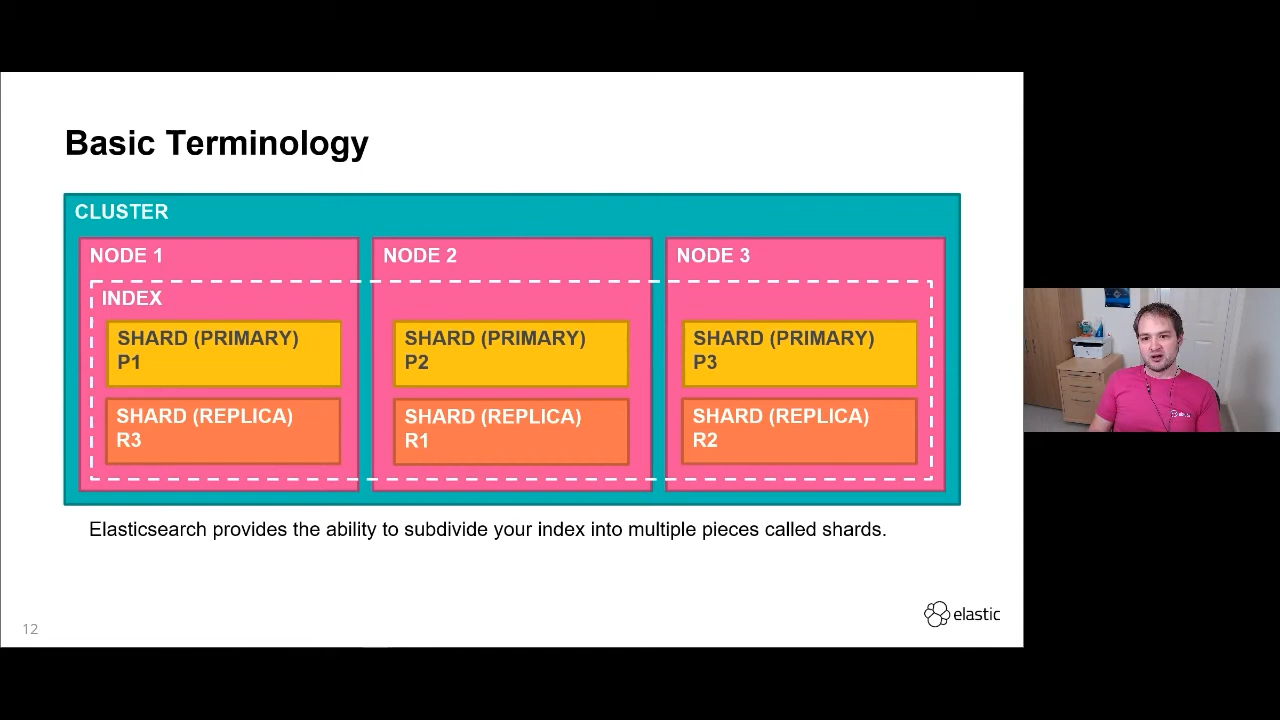 Basic Terminology
CLUSTER
NODE 1
NODE 2
NODE 3
INDEX
SHARD (PRIMARY)
P1
SHARD (PRIMARY)
P2
SHARD (PRIMARY)
P3
SHARD (REPLICA)
R3
SHARD (REPLICA)
R1
SHARD (REPLICA)
R2
Elasticsearch provides the ability to subdivide your index into multiple pieces called shards.
elastic
12